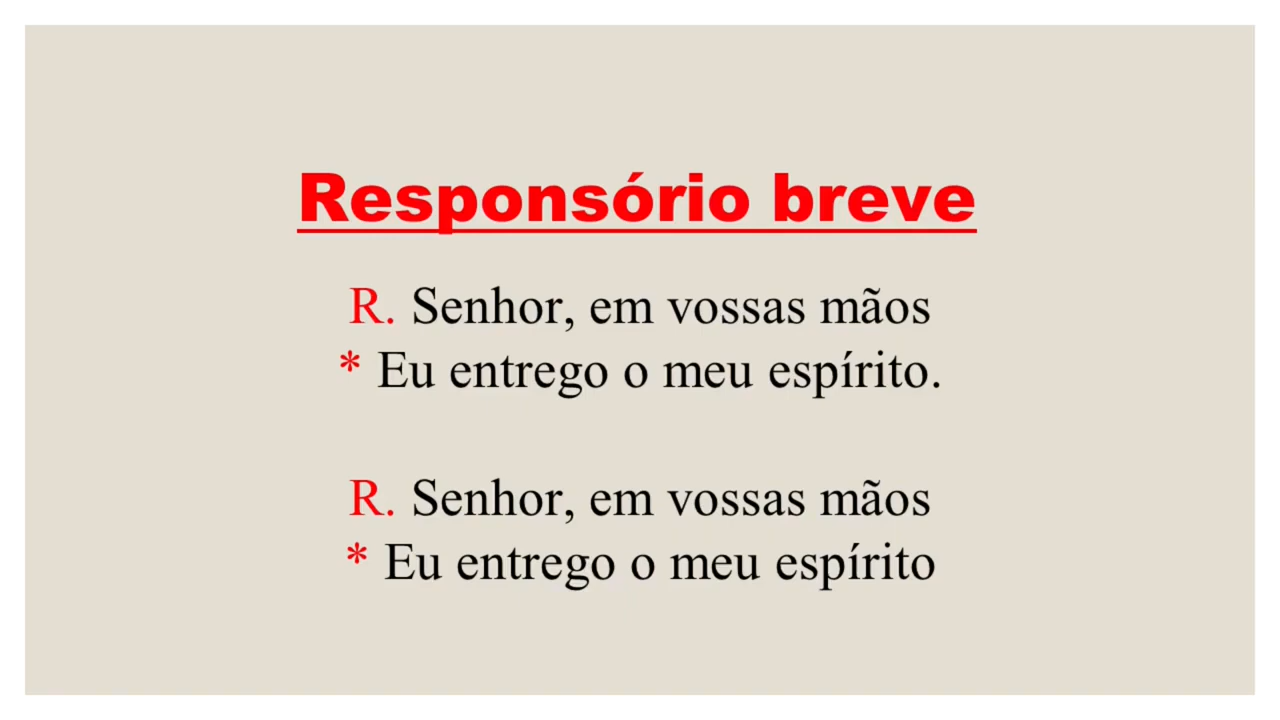 Responsório breve
R. Senhor, em vossas mãos
* Eu entrego o meu espírito.
R. Senhor, em vossas mãos
* Eu entrego o meu espírito